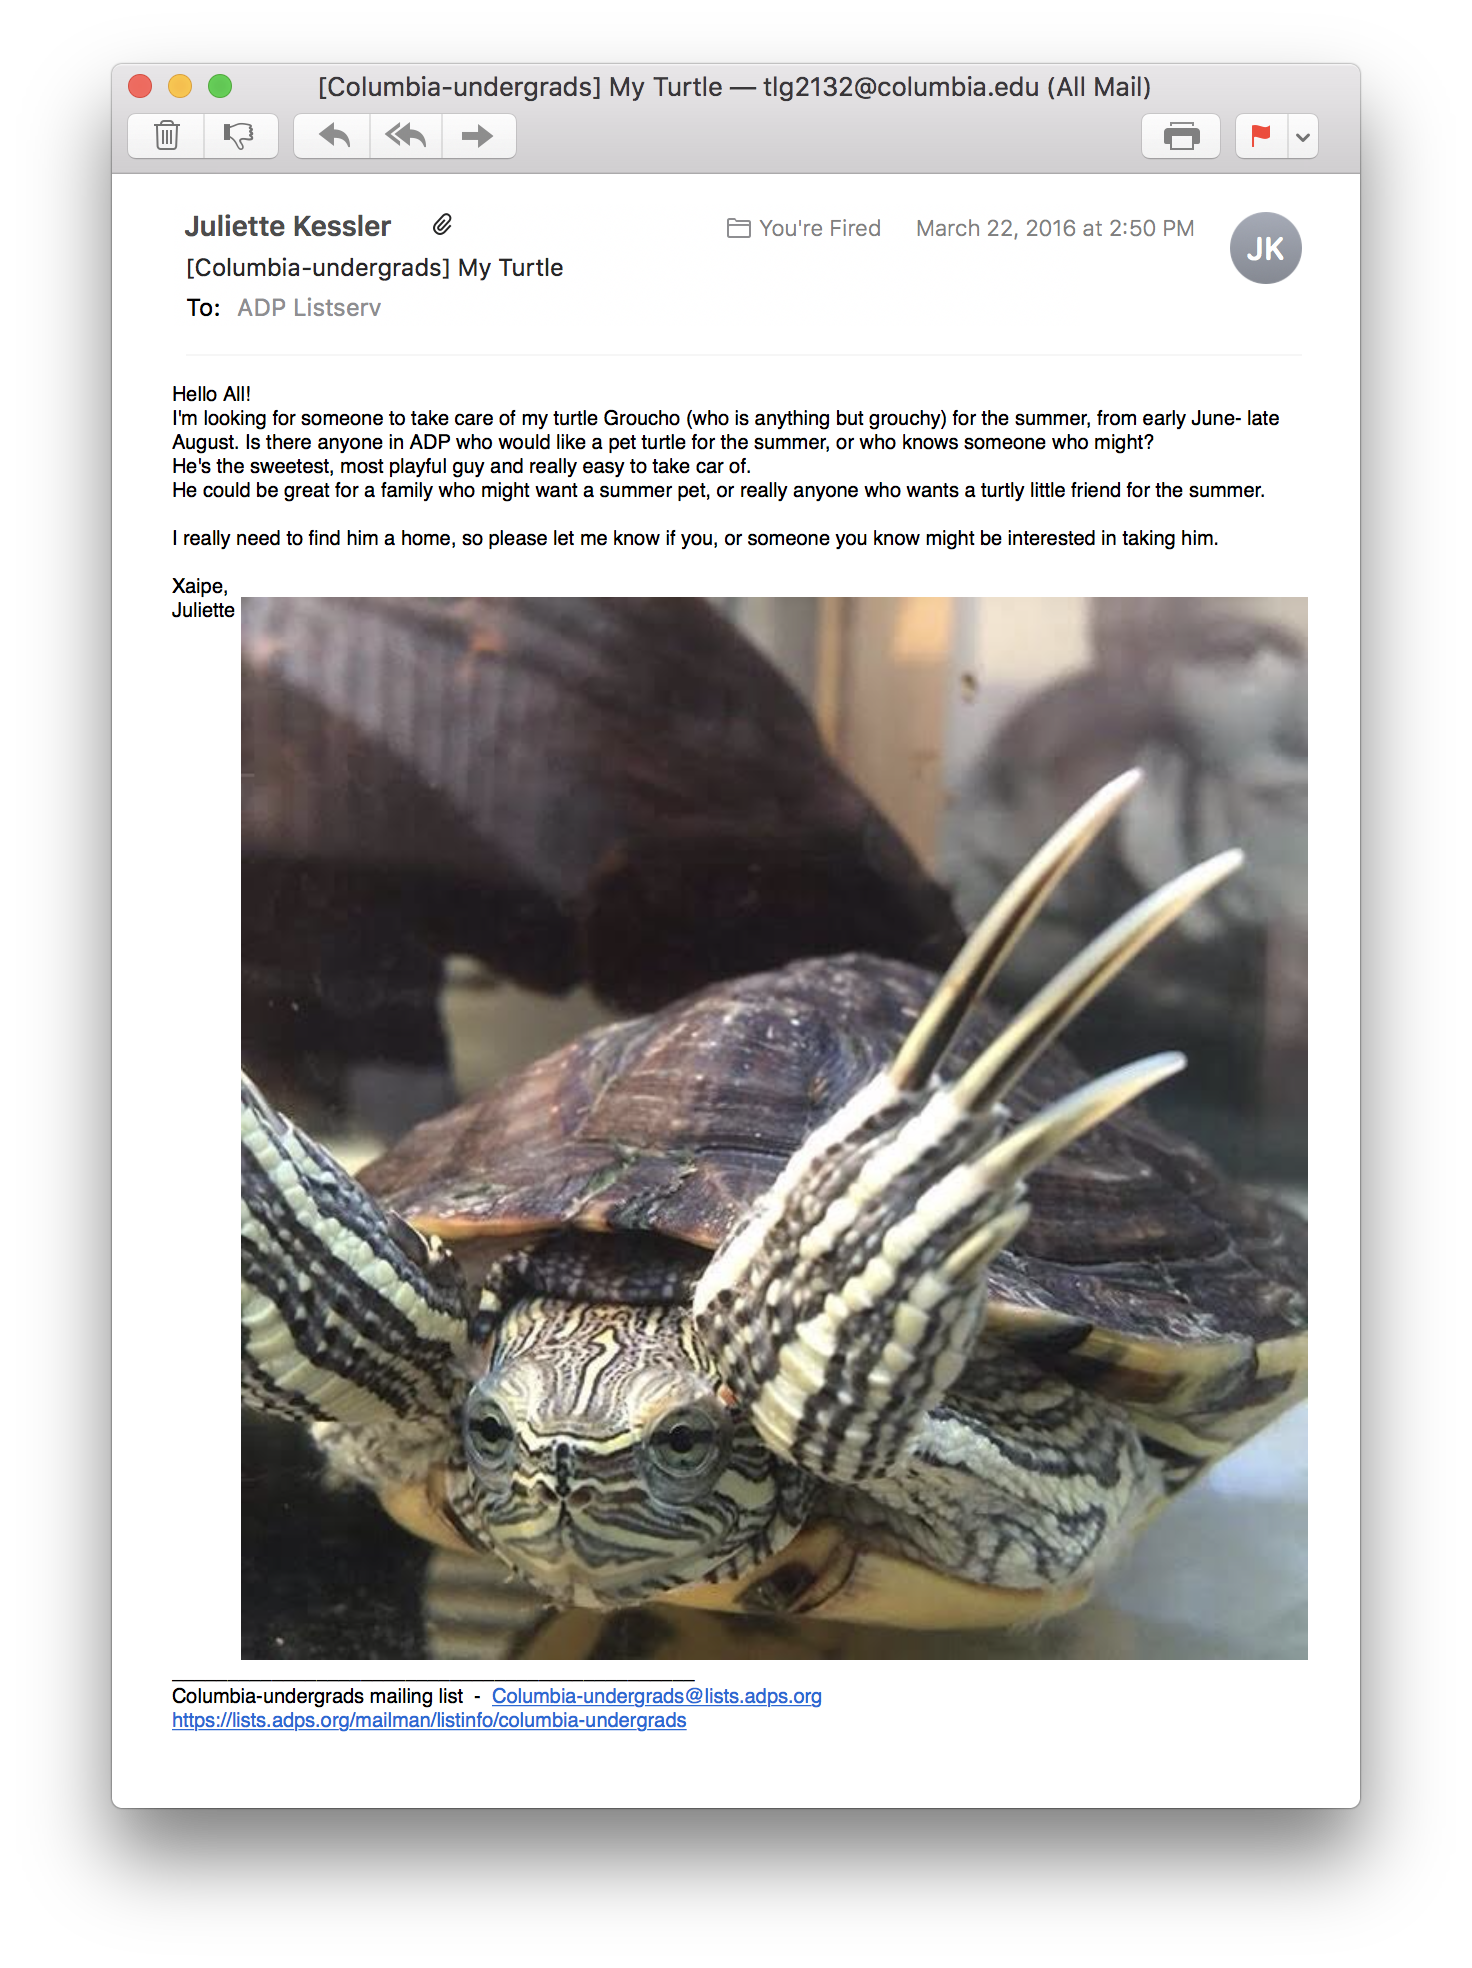 [Columbia-undergrads] My Turtle — tlg2132@columbia.edu (All Mail)
Juliette Kessler
You're Fired
March 22, 2016 at 2:50 PM
JK
[Columbia-undergrads] My Turtle
To: ADP Listserv
Hello All!
I'm looking for someone to take care of my turtle Groucho (who is anything but grouchy) for the summer, from early June- late
August. Is there anyone in ADP who would like a pet turtle for the summer, or who knows someone who might?
He's the sweetest, most playful guy and really easy to take car of.
He could be great for a family who might want a summer pet, or really anyone who wants a turtly little friend for the summer.
I really need to find him a home, so please let me know if you, or someone you know might be interested in taking him.
Xaipe,
Juliette
Columbia-undergrads mailing list - Columbia-undergrads@lists.adps.org
https://lists.adps.org/mailman/listinfo/columbia-undergrads